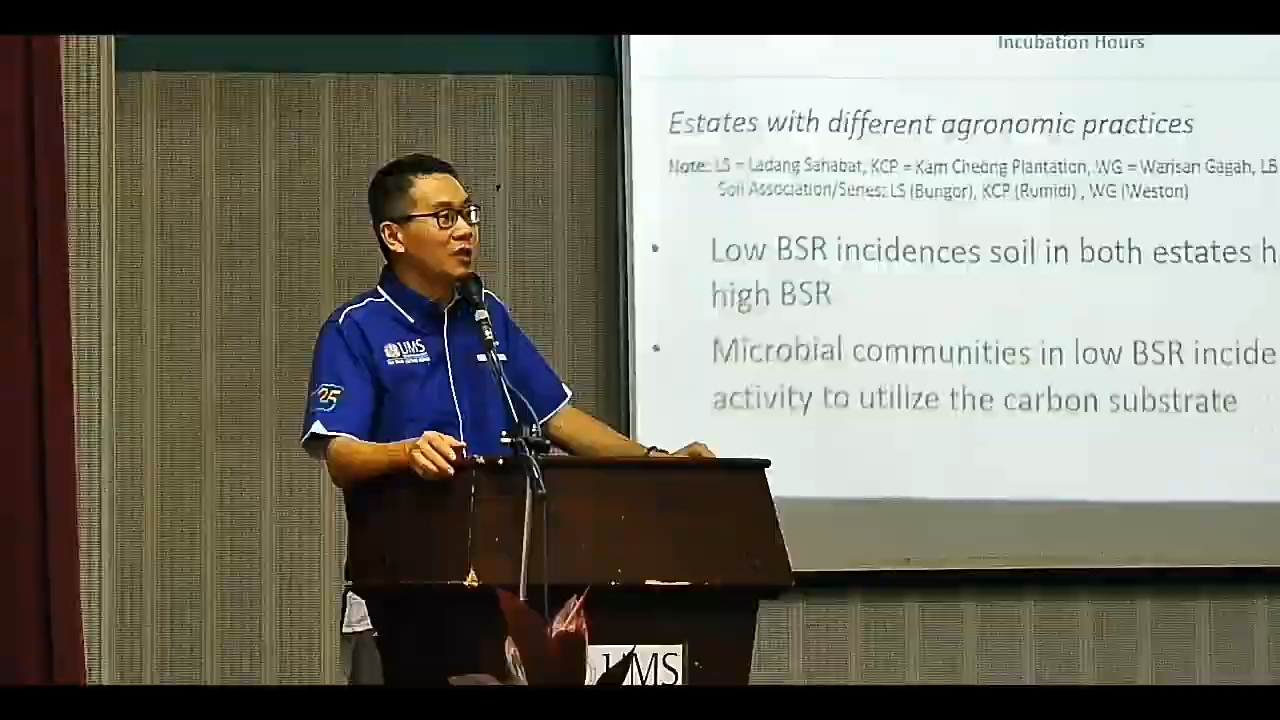 Incubation Hours
Estates with different agronomic practices
Note: LS = Ladang Sahabat, KCP = Kam Cheong Plantation, WG = Warisan Gagah, LB
Soil Association/Series: LS (Bungor), KCP (Rumidi) , WG (Weston)
• Low BSR incidences soil in both estates h
high BSR
• Microbial communities in low BSR incide
activity to utilize the carbon substrate
UMS
25
UMS